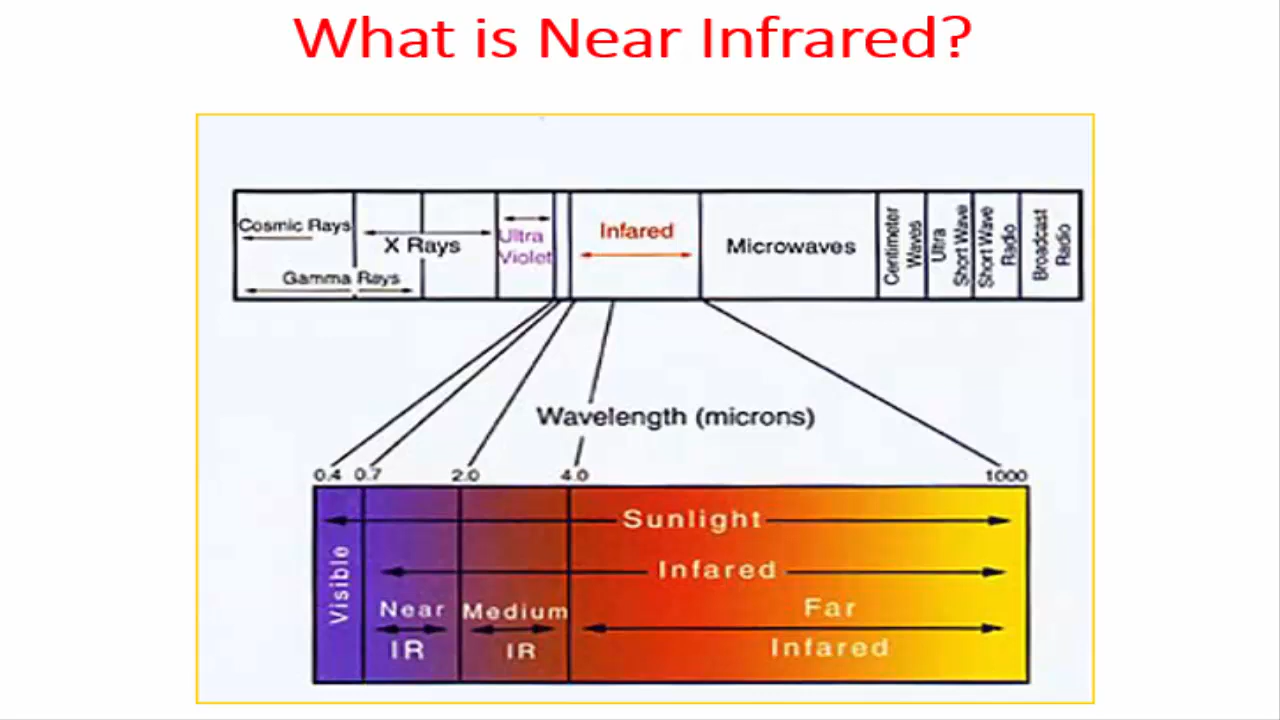 What is Near Infrared?
Cosmic Rays
X Rays
Gamma Rays
Ultra
Violet
Infared
Microwaves
Centimeter
Waves
Ultra
Short Wave
Short Wave
Radio
Broadcast
Radio
Wavelength (microns)
0.4 0.7 2.0 4.0 1000
Sunlight
Infared
Visible
Near
IR
Medium
IR
Far
Infared